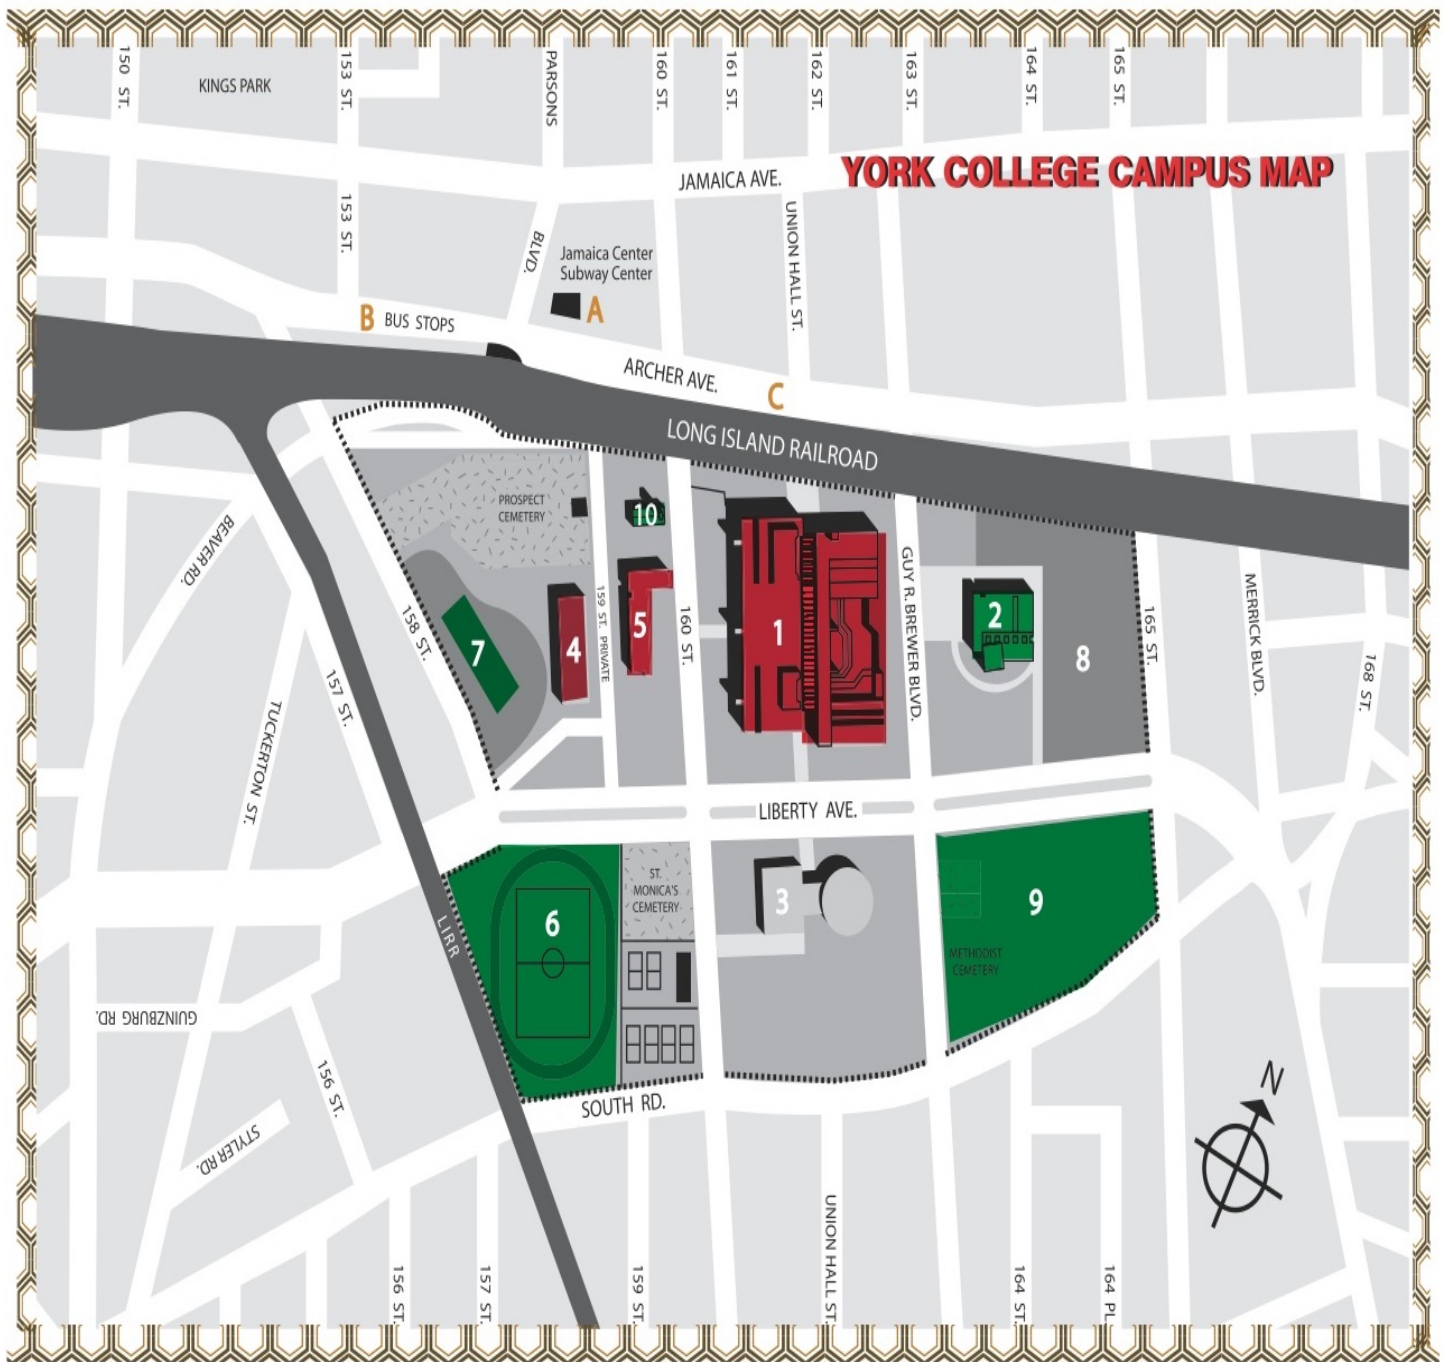 150 ST.
KINGS PARK
153 ST.
PARSONS
160 ST.
161 ST.
162 ST.
163 ST.
164 ST.
165 ST.
YORK COLLEGE CAMPUS MAP
JAMAICA AVE.
153 ST.
BLVD.
UNION HALL ST.
Jamaica Center
Subway Center
A
B BUS STOPS
ARCHER AVE.
C
LONG ISLAND RAILROAD
PROSPECT
CEMETERY
10
BEAVER RD.
158 ST.
7
4
159 ST. PRIVATE
5
160 ST.
1
GUY R. BREWER BLVD.
2
8
165 ST.
MERRICK BLVD.
168 ST.
157 ST.
TUCKERTON ST.
LIBERTY AVE.
LIRR
6
ST.
MONICA'S
CEMETERY
3
9
METHODIST
CEMETERY
GUINZBURG RD.
156 ST.
STYLER RD.
SOUTH RD.
N
156 ST.
157 ST.
159 ST.
UNION HALL ST.
164 ST.
164 PL.